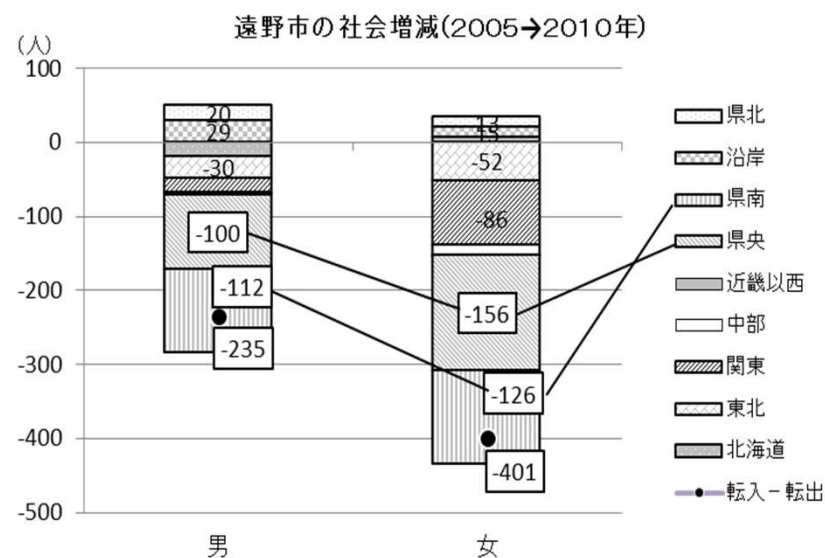 遠野市の社会増減(2005→2010年)
(人)
100
0
-100
-200
-300
-400
-500
20
29
-30
-100
-112
-235
13
13
-52
-86
-156
-126
-401
男
女
県北
沿岸
県南
県央
近畿以西
中部
関東
東北
北海道
転入－転出